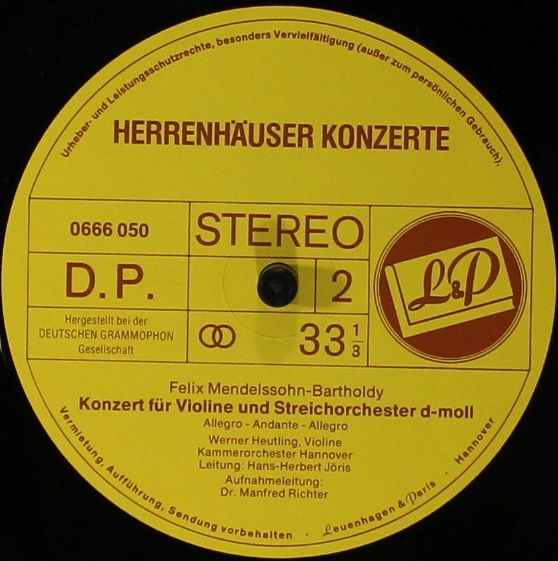 Urheber- und Leistungsschutzrechte, besonders Vervielfältigung (außer zum persönlichen Gebrauch),
HERRENHÄUSER KONZERTE
0666 050
STEREO
D.P.
2
L&P
Hergestellt bei der
DEUTSCHEN GRAMMOPHON
Gesellschaft
33 1/3
Felix Mendelssohn-Bartholdy
Konzert für Violine und Streichorchester d-moll
Allegro - Andante - Allegro
Werner Heutling, Violine
Kammerorchester Hannover
Leitung: Hans-Herbert Jöris
Aufnahmeleitung:
Dr. Manfred Richter
Vermietung, Aufführung, Sendung vorbehalten · Leuenhagen & Paris · Hannover